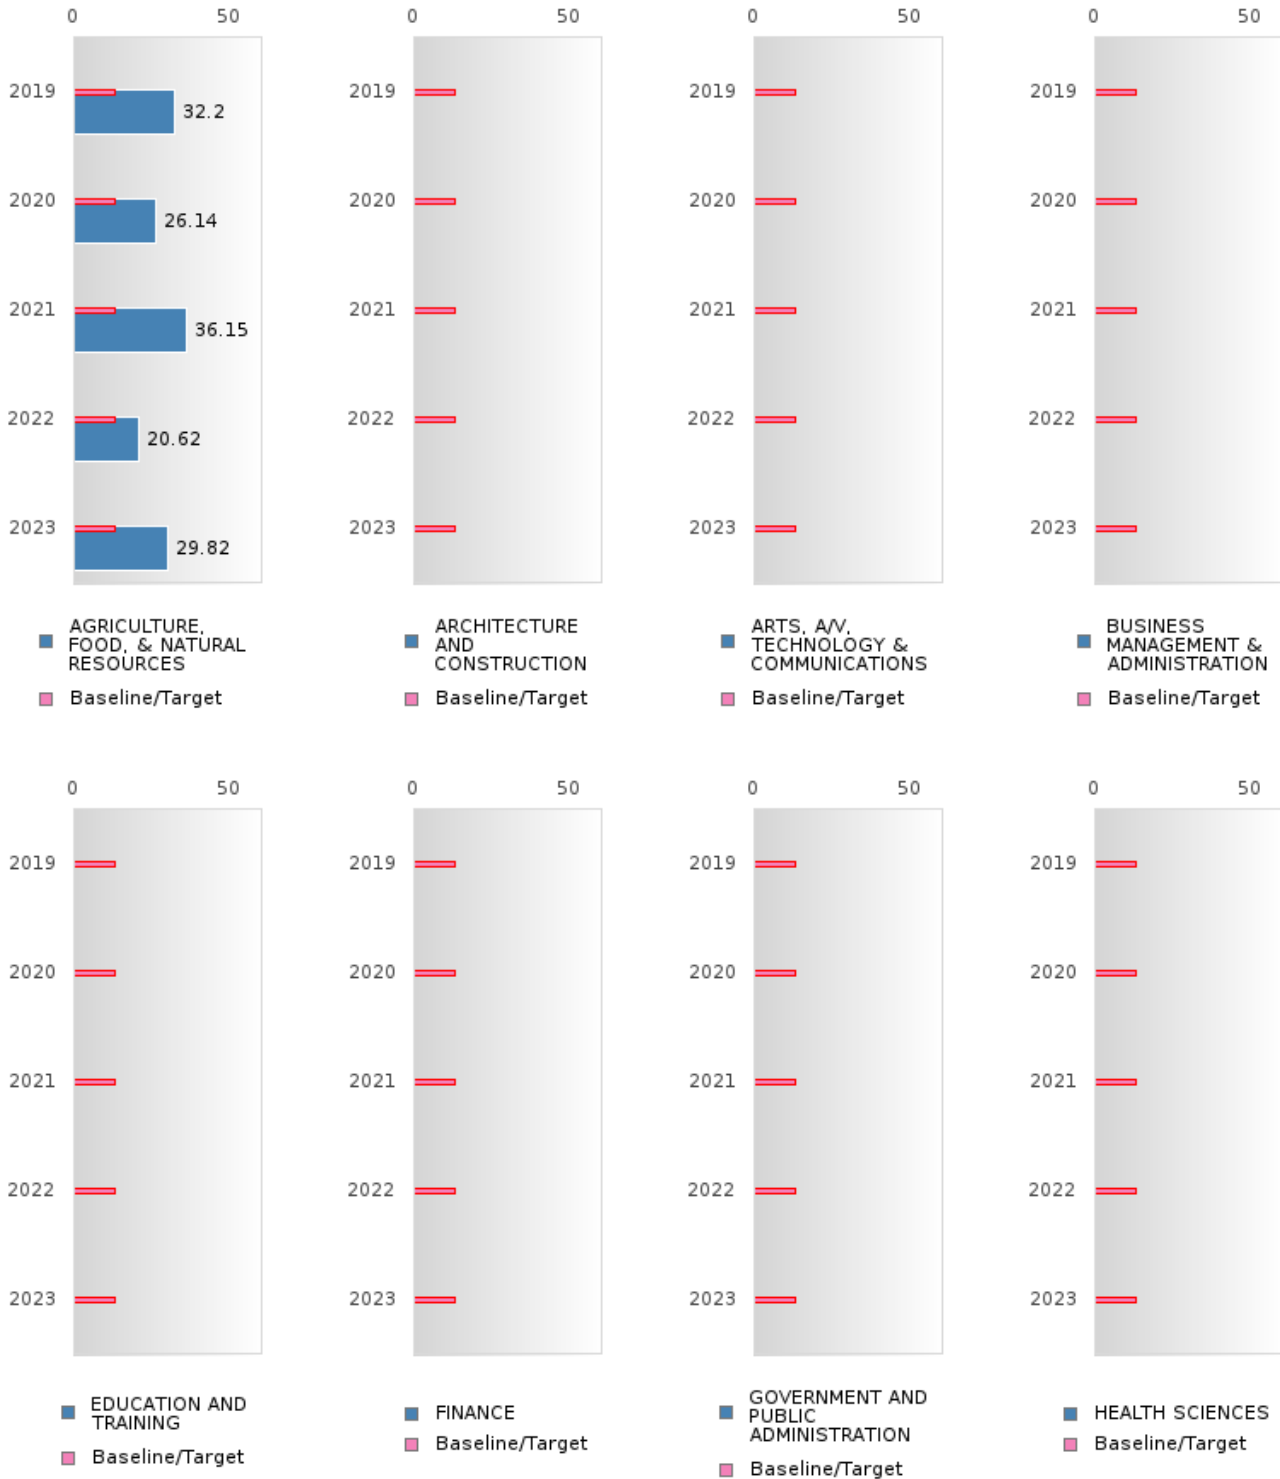 0 50
2019
32.2
2020
26.14
2021
36.15
2022
20.62
2023
29.82
AGRICULTURE,
FOOD, & NATURAL
RESOURCES
Baseline/Target
0 50
2019
2020
2021
2022
2023
ARCHITECTURE
AND
CONSTRUCTION
Baseline/Target
0 50
2019
2020
2021
2022
2023
ARTS, A/V,
TECHNOLOGY &
COMMUNICATIONS
Baseline/Target
0 50
2019
2020
2021
2022
2023
BUSINESS
MANAGEMENT &
ADMINISTRATION
Baseline/Target
0 50
2019
2020
2021
2022
2023
EDUCATION AND
TRAINING
Baseline/Target
0 50
2019
2020
2021
2022
2023
FINANCE
Baseline/Target
0 50
2019
2020
2021
2022
2023
GOVERNMENT AND
PUBLIC
ADMINISTRATION
Baseline/Target
0 50
2019
2020
2021
2022
2023
HEALTH SCIENCES
Baseline/Target